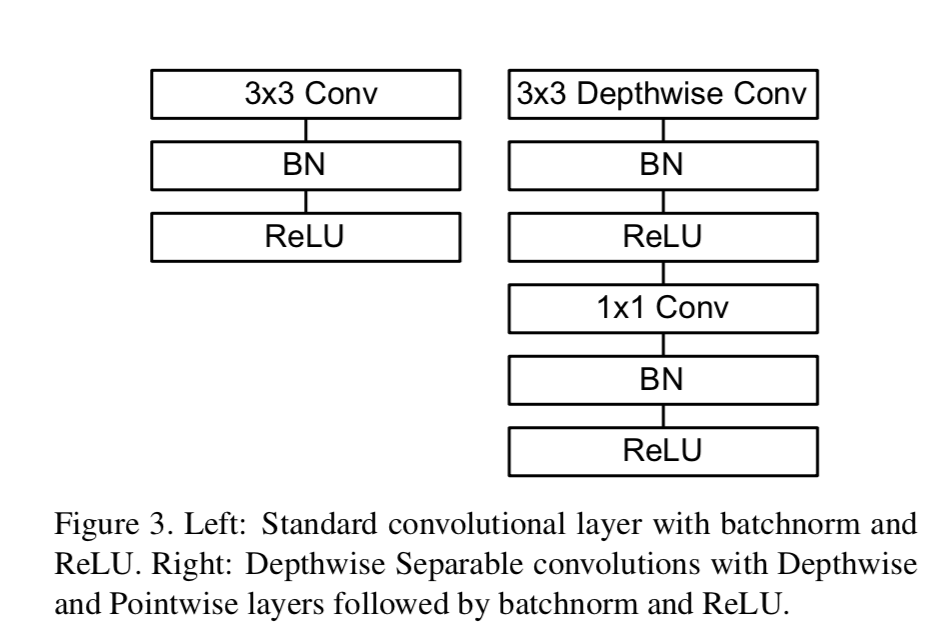 3x3 Conv
BN
ReLU
3x3 Depthwise Conv
BN
ReLU
1x1 Conv
BN
ReLU
Figure 3. Left: Standard convolutional layer with batchnorm and
ReLU. Right: Depthwise Separable convolutions with Depthwise
and Pointwise layers followed by batchnorm and ReLU.